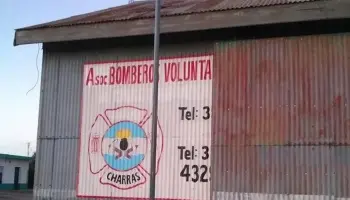 Asoc BOMBEROS VOLUNTA
Tel: 3
Tel: 3
432
CHARRAS